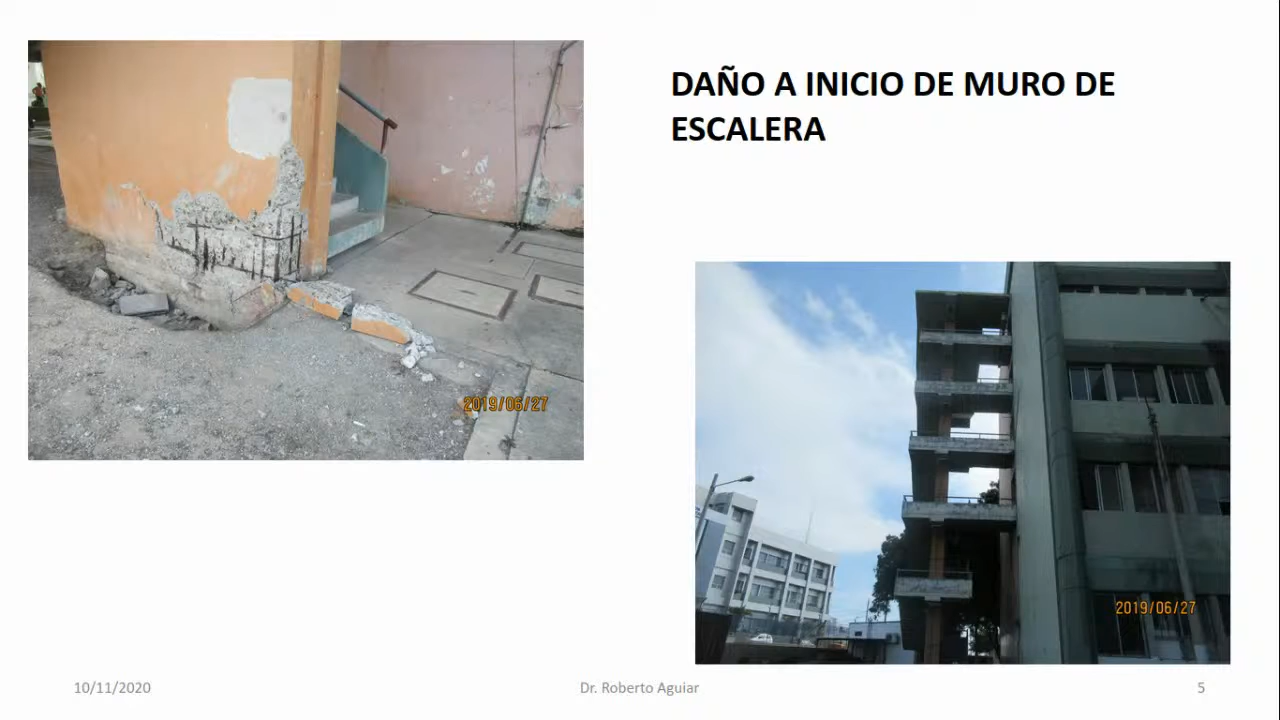 DAÑO A INICIO DE MURO DE
ESCALERA
2019/06/27
2019/06/27
10/11/2020
Dr. Roberto Aguiar
5